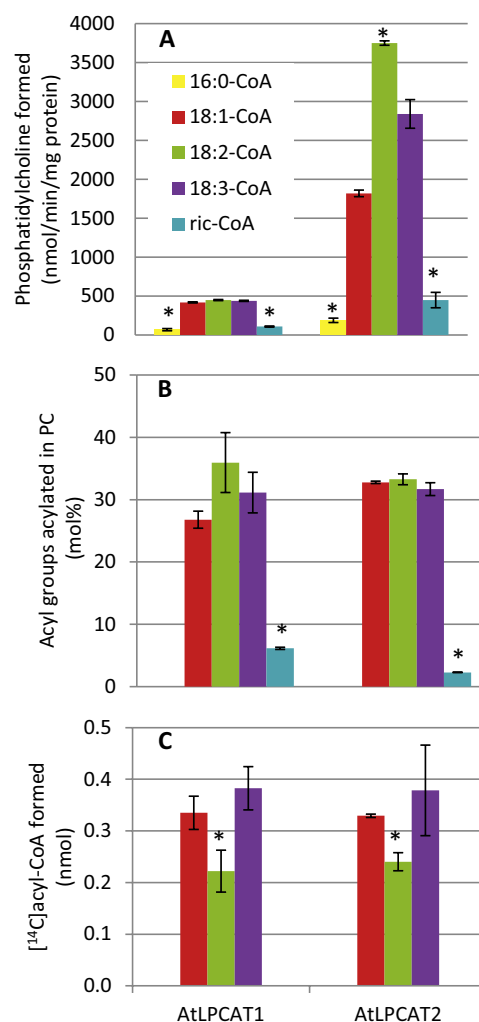 A
Phosphatidylcholine formed
(nmol/min/mg protein)
4000
3500
3000
2500
2000
1500
1000
500
0
16:0-CoA
18:1-CoA
18:2-CoA
18:3-CoA
ric-CoA
*
*
*
*
*
B
Acyl groups acylated in PC
(mol%)
50
40
30
20
10
0
*
*
C
[¹⁴C]acyl-CoA formed
(nmol)
0.5
0.4
0.3
0.2
0.1
0.0
*
*
AtLPCAT1
AtLPCAT2